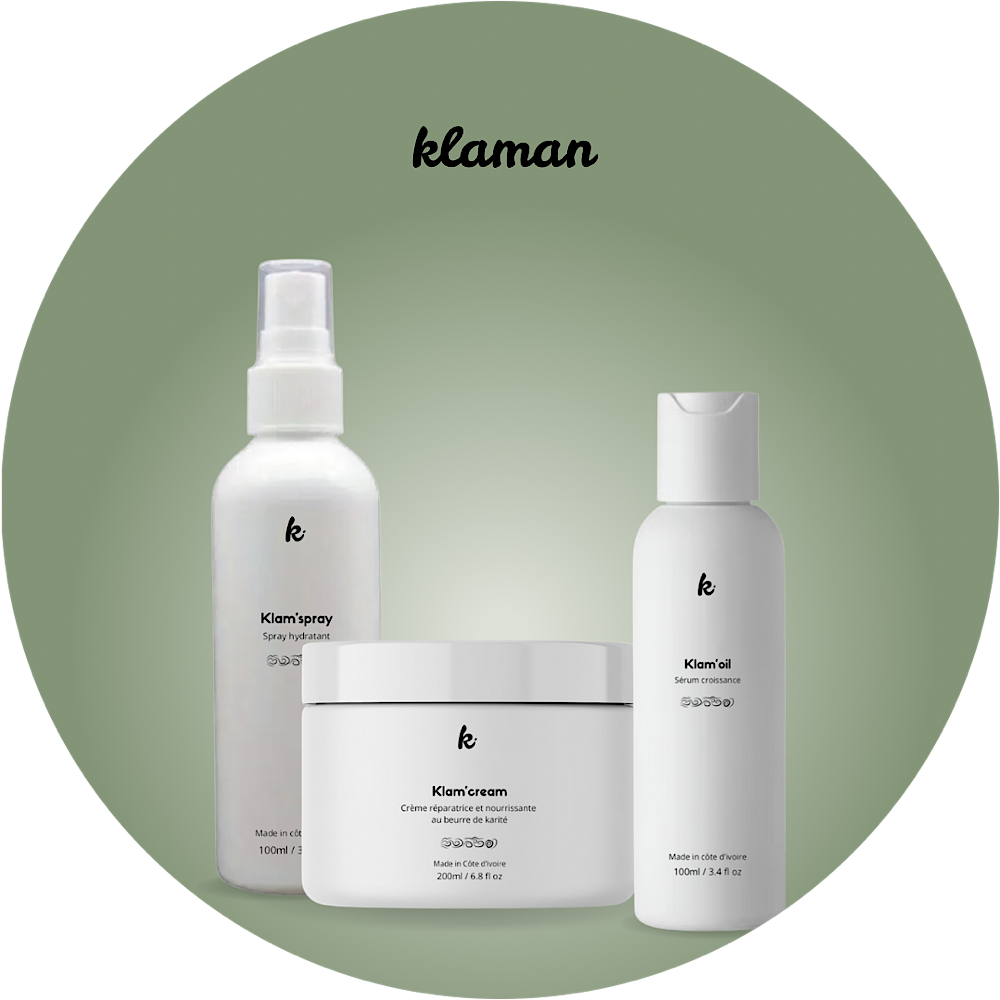 klaman
k.
Klam'spray
Spray hydratant
Made in côt
100ml / 3
k.
Klam'cream
Crème réparatrice et nourrissante
au beurre de karité
Made in Côte d'Ivoire
200ml / 6.8 fl oz
k.
Klam'oil
Sérum croissance
Made in côte d'ivoire
100ml / 3.4 fl oz